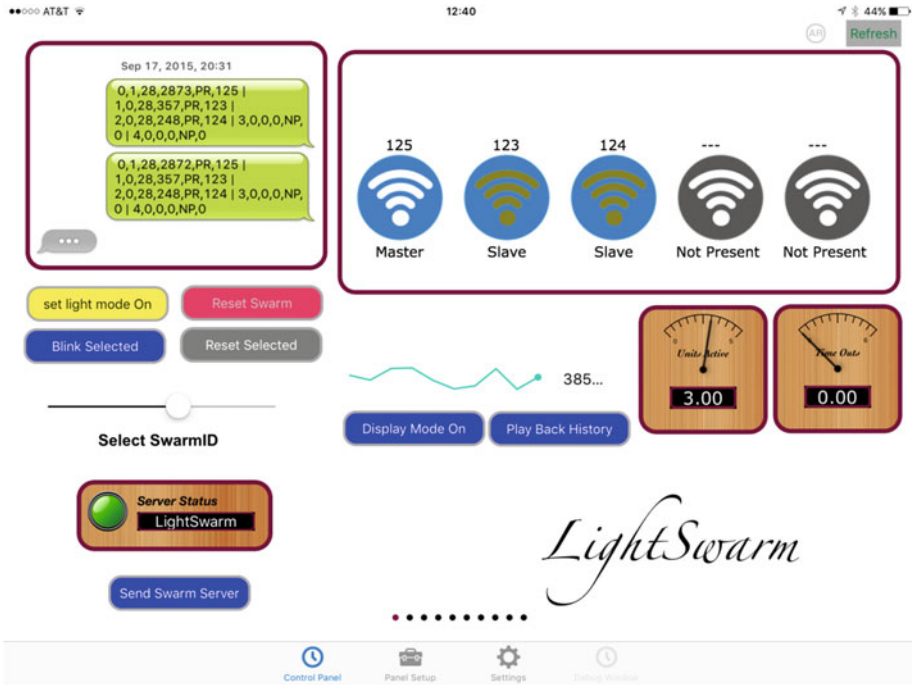 AT&T
12:40
44%
AR
Refresh
Sep 17, 2015, 20:31
0,1,28,2873,PR,125 |
1,0,28,357,PR,123 |
2,0,28,248,PR,124 | 3,0,0,0,NP,
0 | 4,0,0,0,NP,0
0,1,28,2872,PR,125 |
1,0,28,357,PR,123 |
2,0,28,248,PR,124 | 3,0,0,0,NP,
0 | 4,0,0,0,NP,0
125 123 124 --- ---
Master Slave Slave Not Present Not Present
set light mode On
Reset Swarm
Blink Selected
Reset Selected
Select SwarmID
385...
Display Mode On
Play Back History
0 5
Units Active
3.00
Time Outs
0.00
Server Status
LightSwarm
Send Swarm Server
LightSwarm
Control Panel
Panel Setup
Settings
Debug Window